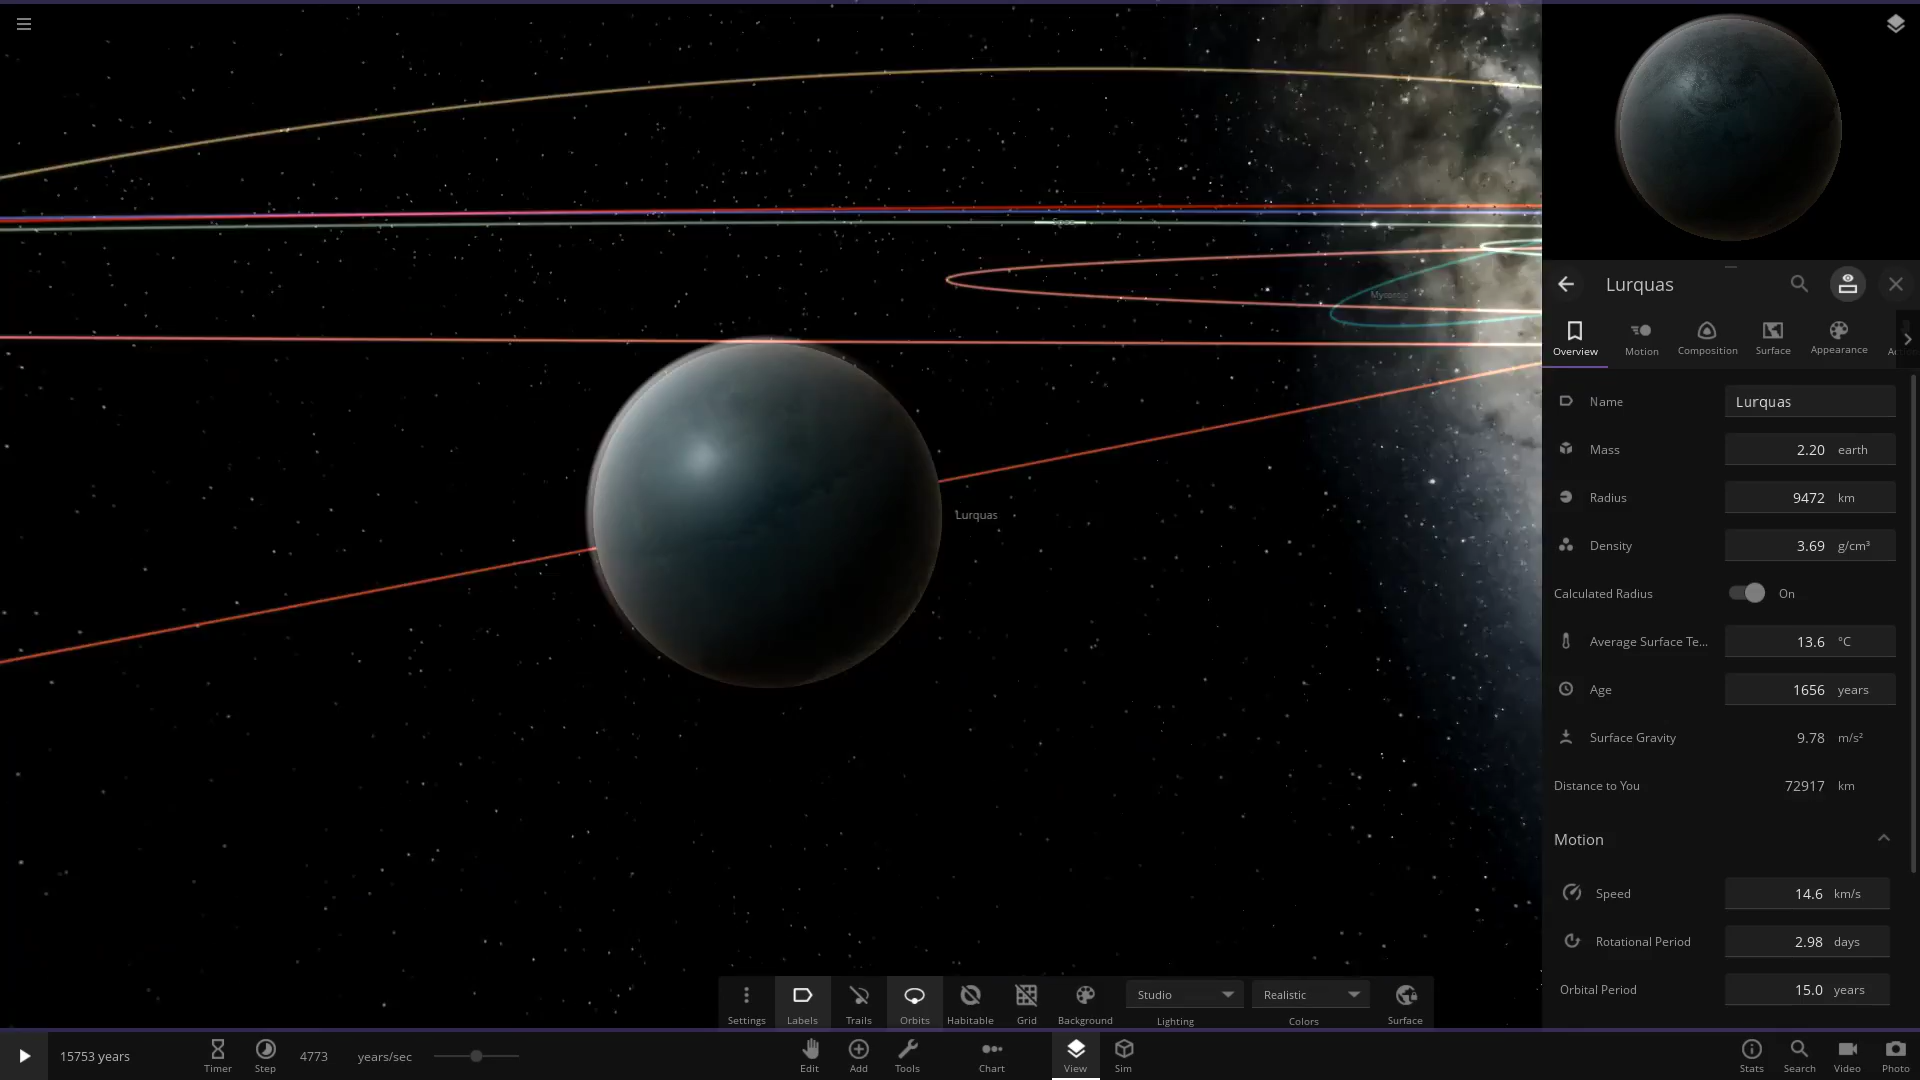 Mycorzio
Lurquas
Lurquas
Overview
Motion
Composition
Surface
Appearance
Name
Lurquas
Mass
2.20 earth
Radius
9472 km
Density
3.69 g/cm³
Calculated Radius
On
Average Surface Te...
13.6 °C
Age
1656 years
Surface Gravity
9.78 m/s²
Distance to You
72917 km
Motion
Speed
14.6 km/s
Rotational Period
2.98 days
Orbital Period
15.0 years
Settings
Labels
Trails
Orbits
Habitable
Grid
Background
Studio
Lighting
Realistic
Colors
Surface
15753 years
Timer
Step
4773 years/sec
Edit
Add
Tools
Chart
View
Sim
Stats
Search
Video
Photo